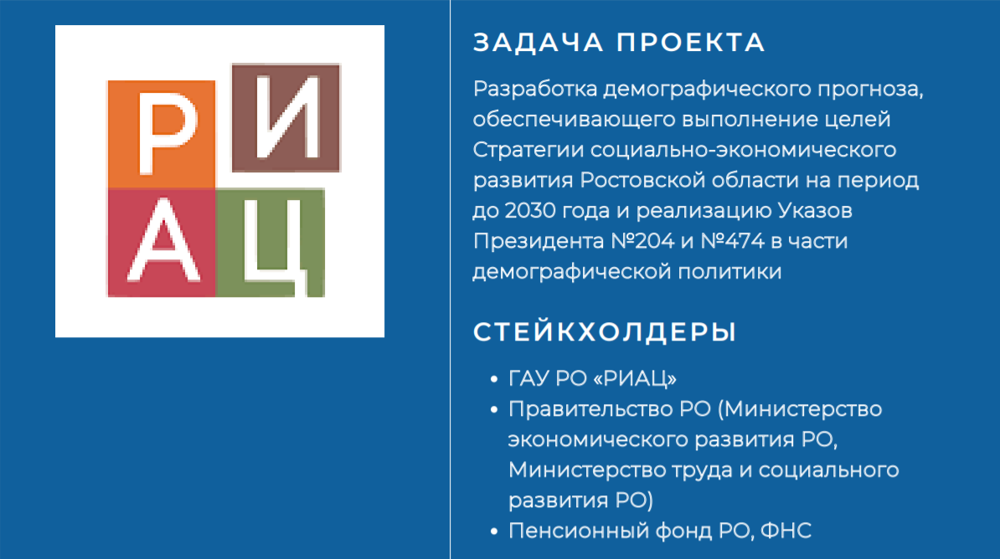 РИ
АЦ
ЗАДАЧА ПРОЕКТА
Разработка демографического прогноза,
обеспечивающего выполнение целей
Стратегии социально-экономического
развития Ростовской области на период
до 2030 года и реализацию Указов
Президента №204 и №474 в части
демографической политики
СТЕЙКХОЛДЕРЫ
• ГАУ РО «РИАЦ»
• Правительство РО (Министерство
экономического развития РО,
Министерство труда и социального
развития РО)
• Пенсионный фонд РО, ФНС